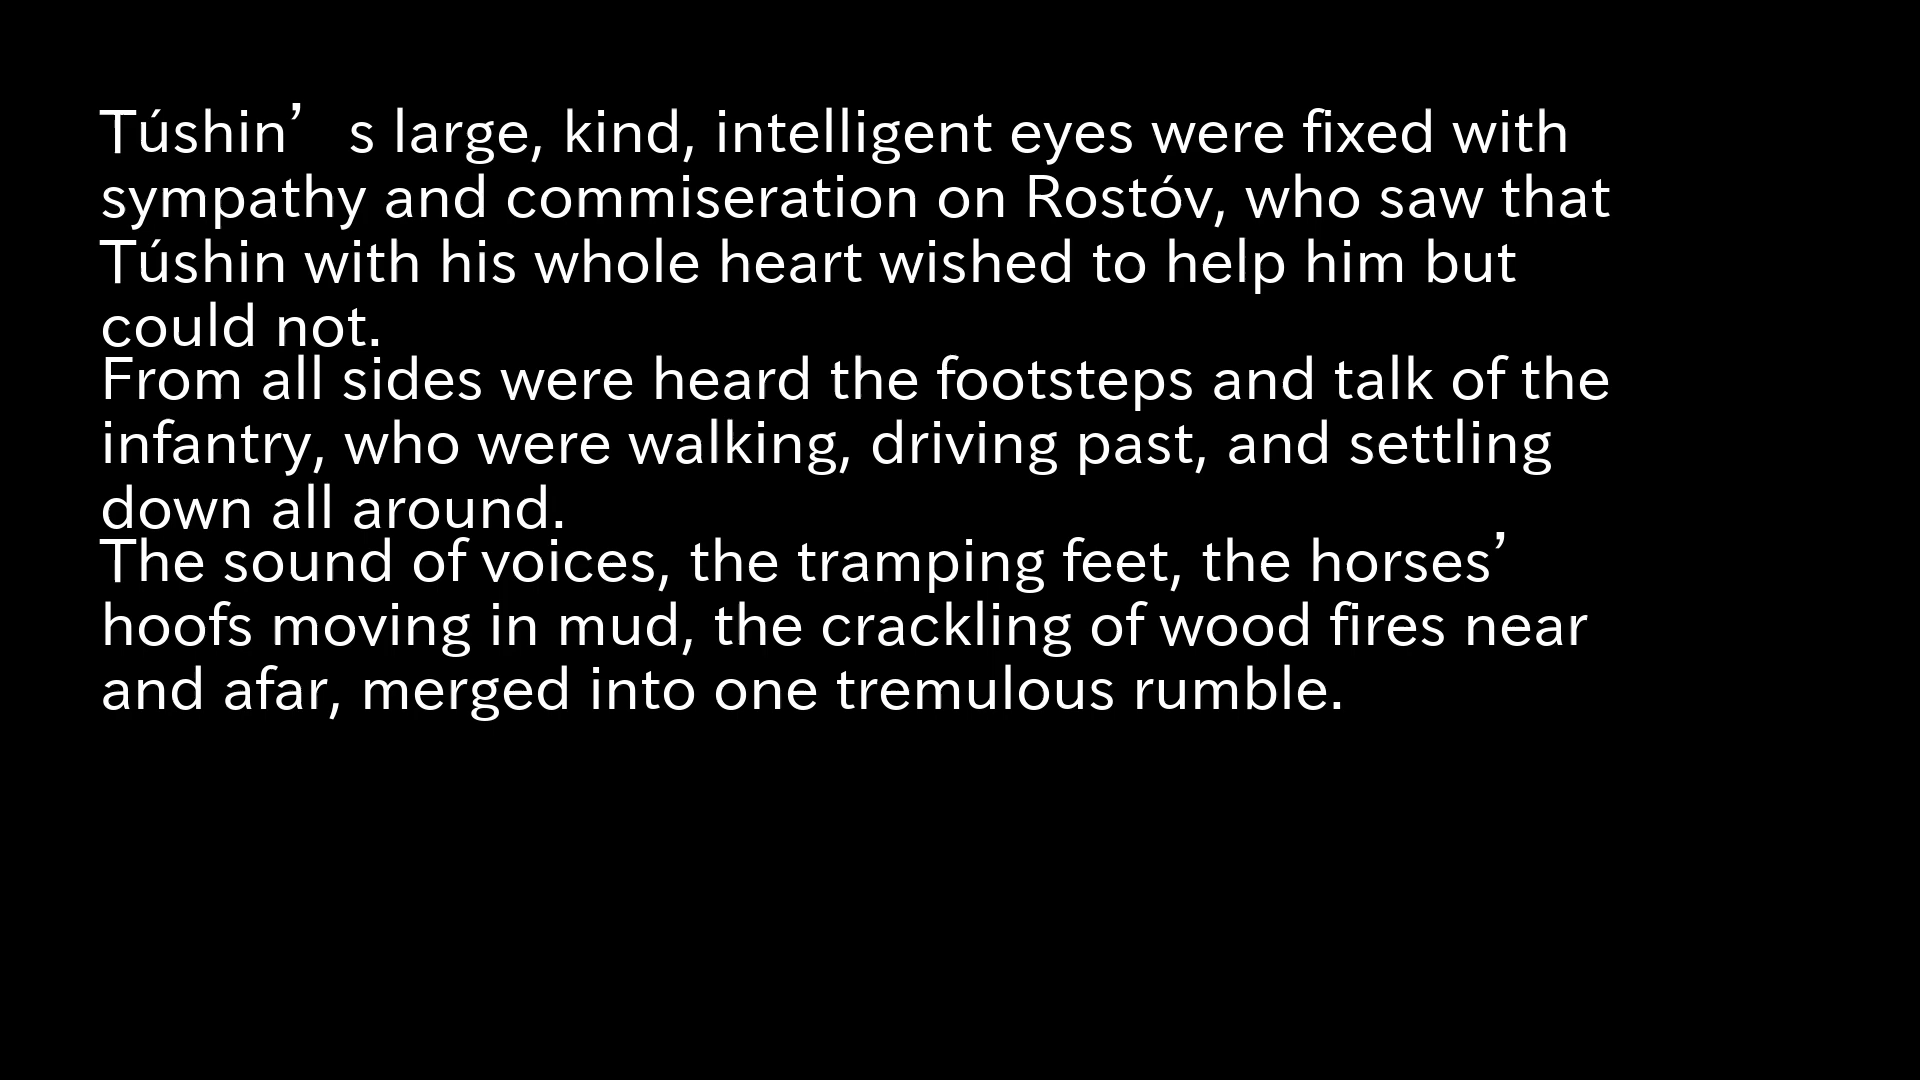 Túshin’s large, kind, intelligent eyes were fixed with
sympathy and commiseration on Rostóv, who saw that
Túshin with his whole heart wished to help him but
could not.
From all sides were heard the footsteps and talk of the
infantry, who were walking, driving past, and settling
down all around.
The sound of voices, the tramping feet, the horses’
hoofs moving in mud, the crackling of wood fires near
and afar, merged into one tremulous rumble.